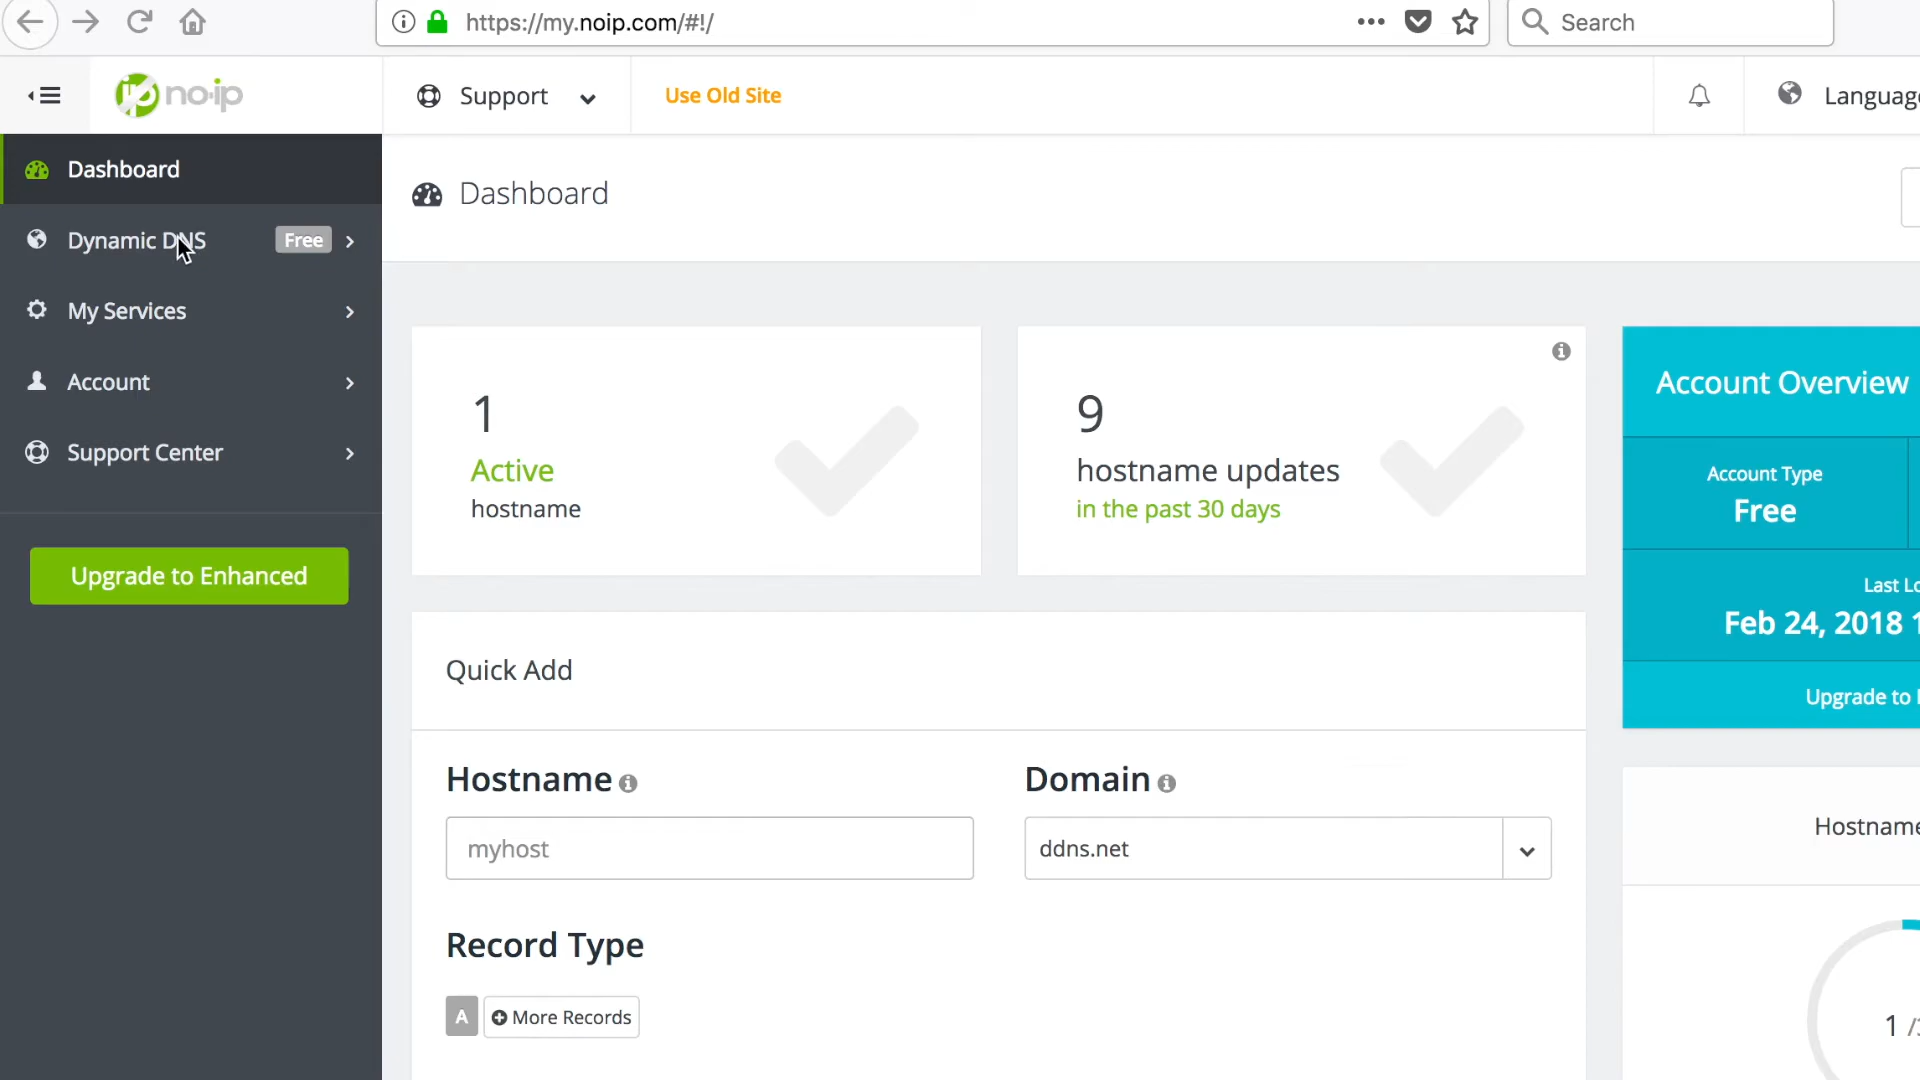 https://my.noip.com/#!/
Search
no-ip
Support
Use Old Site
Languag
Dashboard
Dynamic DNS
Free
My Services
Account
Support Center
Upgrade to Enhanced
Dashboard
1
Active
hostname
9
hostname updates
in the past 30 days
Account Overview
Account Type
Free
Last Lo
Feb 24, 2018 1
Upgrade to
Quick Add
Hostname
myhost
Domain
ddns.net
Record Type
A
More Records
Hostname
1 /3